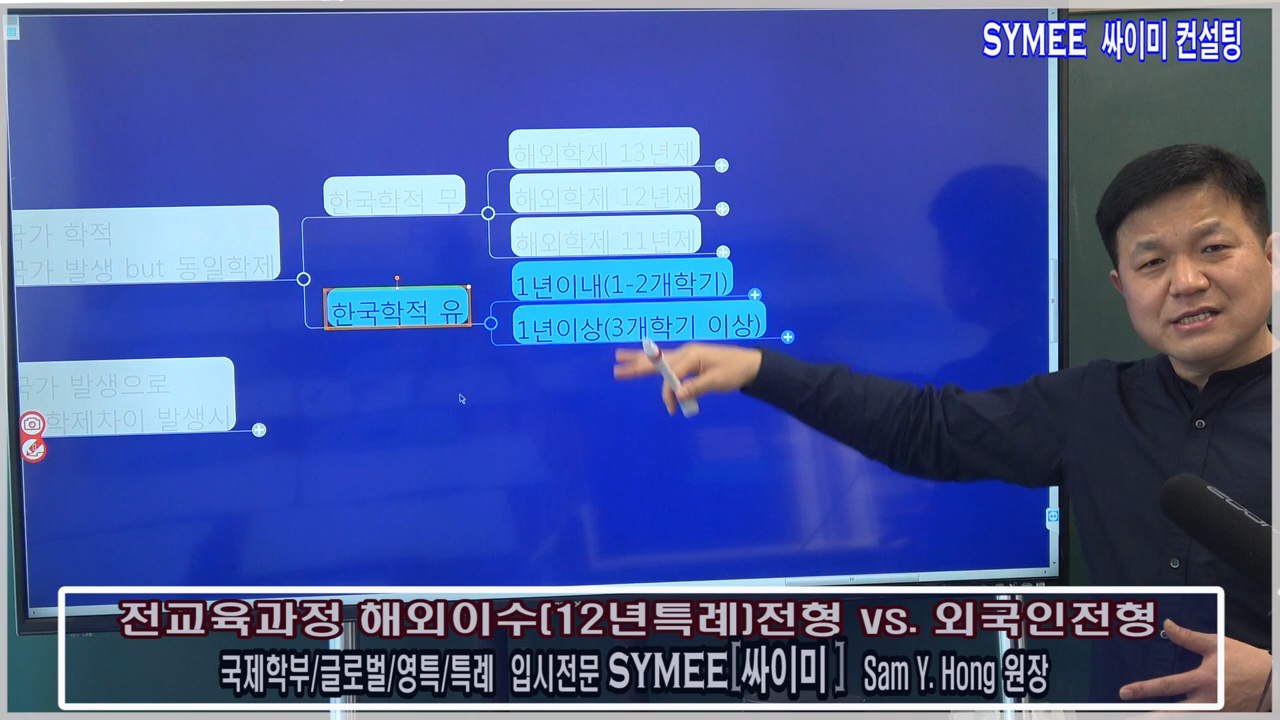 SYMEE 싸이미 컨설팅
해외학제 13년제
한국학적 무
해외학제 12년제
해외학제 11년제
국가 학적
국가 발생 but 동일학제
1년이내(1-2개학기)
한국학적 유
1년이상(3개학기 이상)
국가 발생으로
학제차이 발생시
전교육과정 해외이수(12년특례)전형 vs. 외국인전형
국제학부/글로벌/영특/특례 입시전문 SYMEE[싸이미] Sam Y. Hong 원장